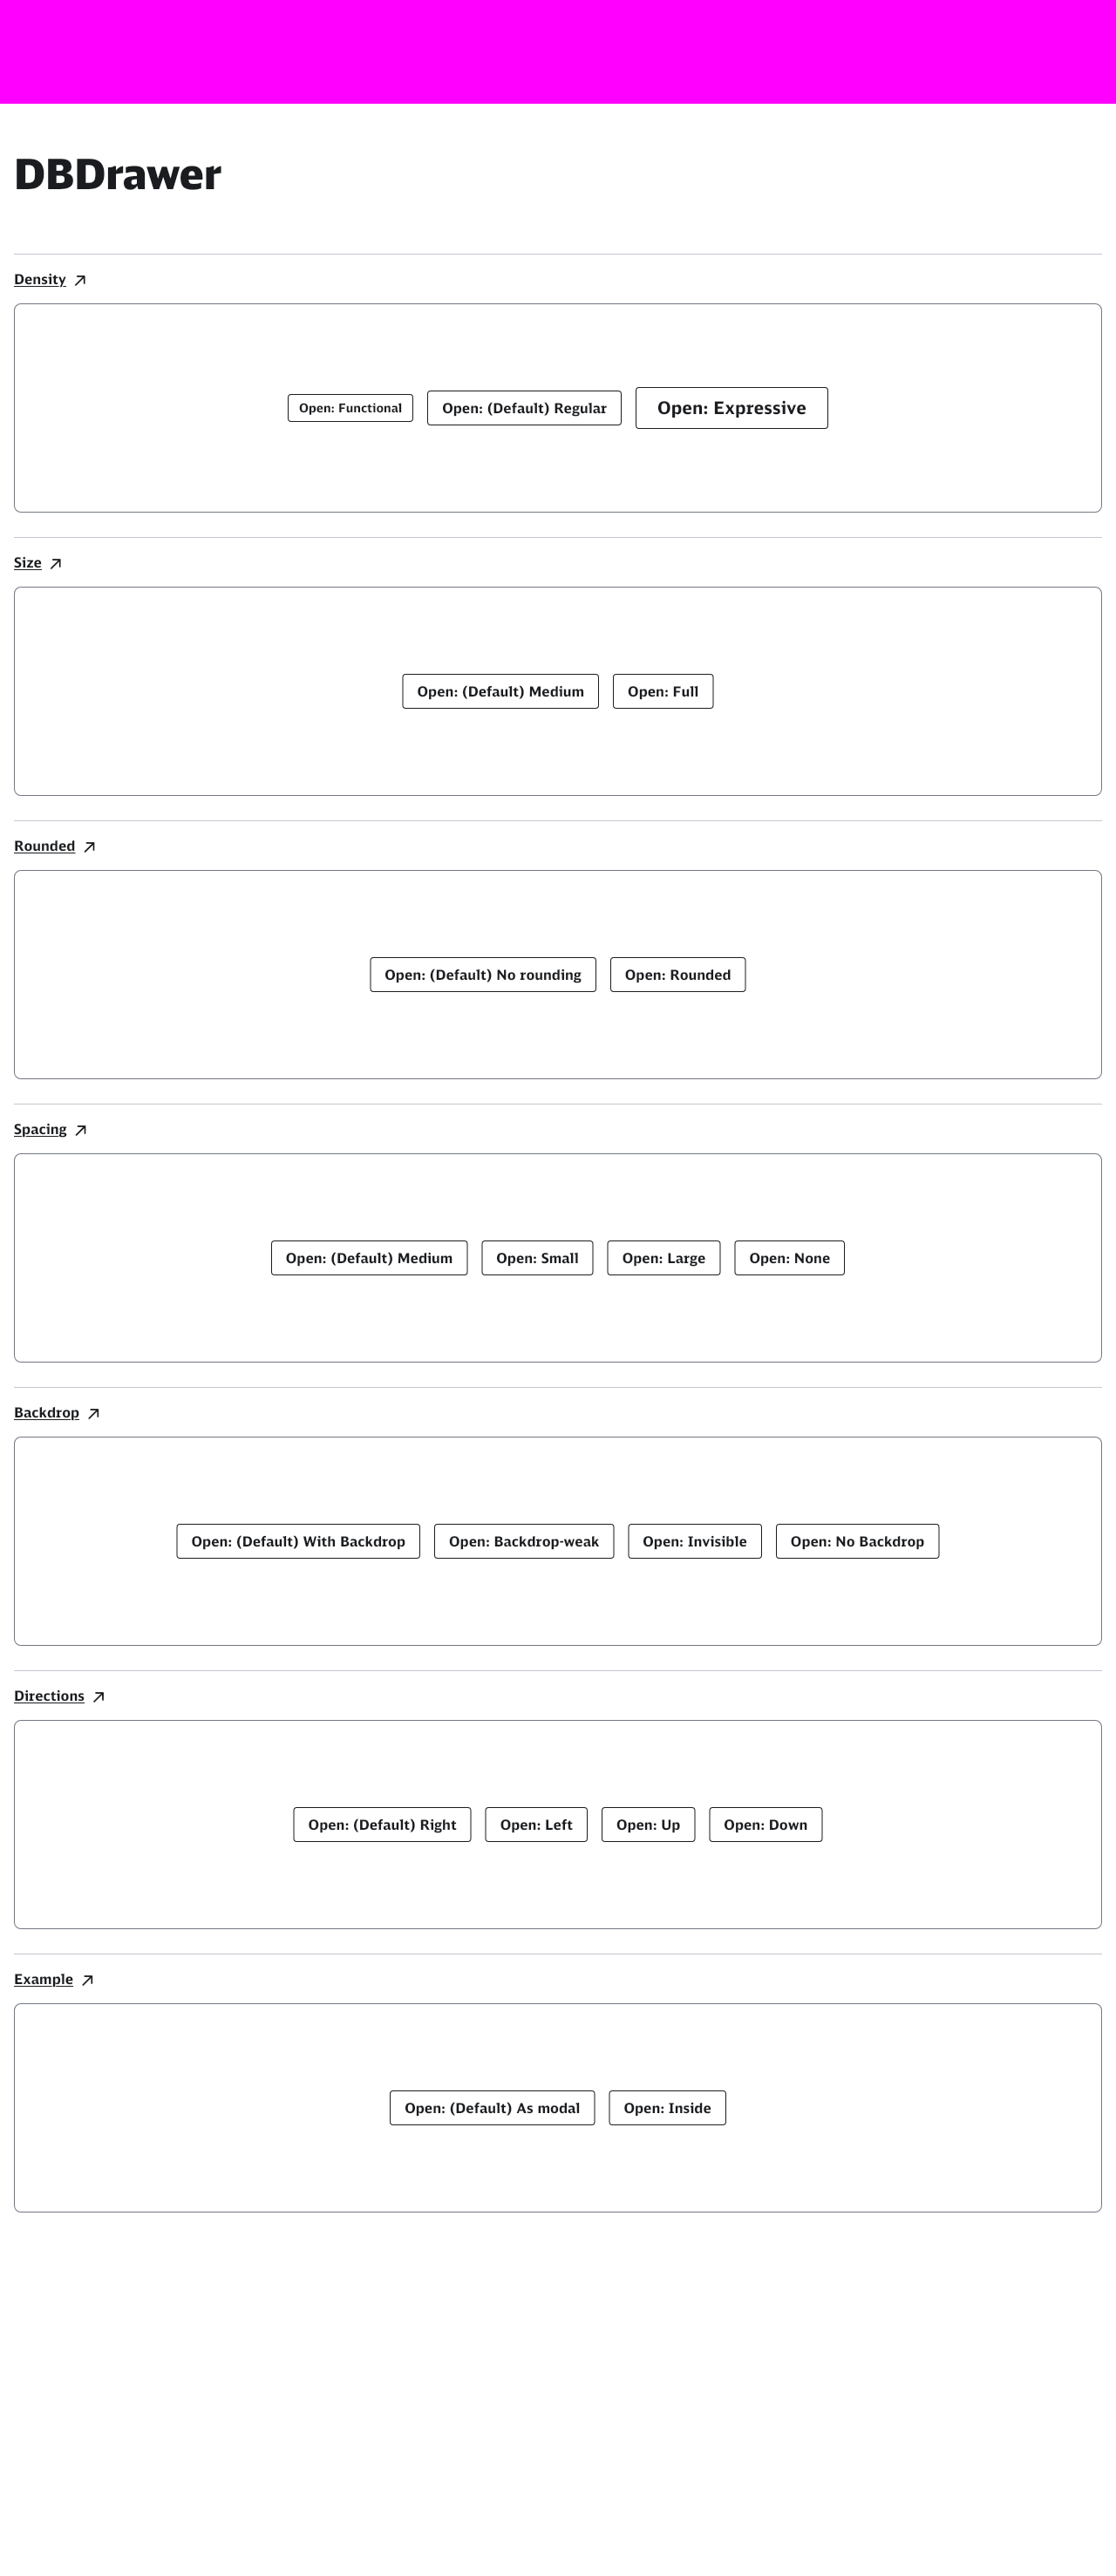 DBDrawer
Density
Open: Functional Open: (Default) Regular Open: Expressive
Size
Open: (Default) Medium Open: Full
Rounded
Open: (Default) No rounding Open: Rounded
Spacing
Open: (Default) Medium Open: Small Open: Large Open: None
Backdrop
Open: (Default) With Backdrop Open: Backdrop-weak Open: Invisible Open: No Backdrop
Directions
Open: (Default) Right Open: Left Open: Up Open: Down
Example
Open: (Default) As modal Open: Inside